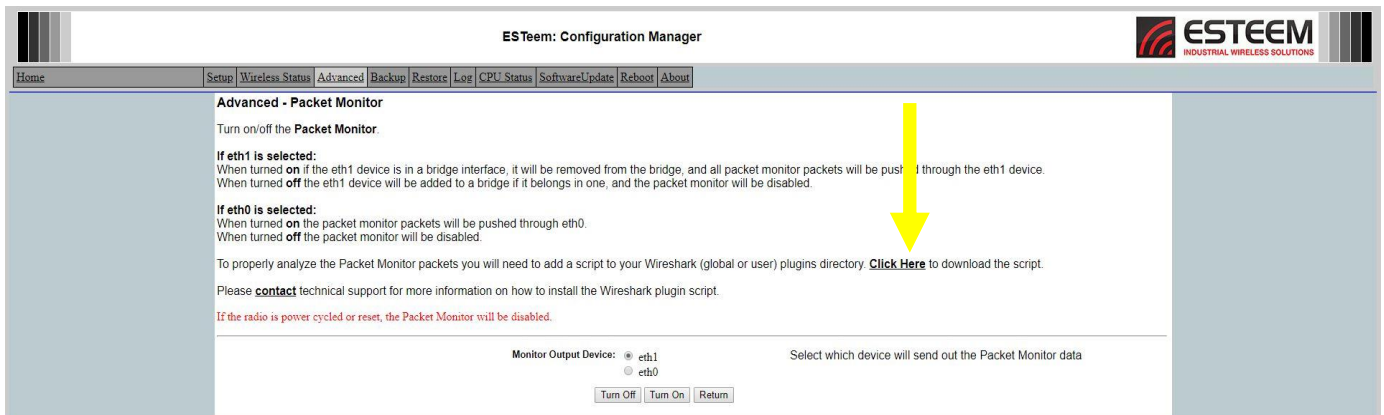 ESTeem: Configuration Manager
ESTEEM
INDUSTRIAL WIRELESS SOLUTIONS
Home Setup Wireless Status Advanced Backup Restore Log CPU Status SoftwareUpdate Reboot About
Advanced - Packet Monitor
Turn on/off the Packet Monitor.
If eth1 is selected:
When turned on if the eth1 device is in a bridge interface, it will be removed from the bridge, and all packet monitor packets will be pushed through the eth1 device.
When turned off the eth1 device will be added to a bridge if it belongs in one, and the packet monitor will be disabled.
If eth0 is selected:
When turned on the packet monitor packets will be pushed through eth0.
When turned off the packet monitor will be disabled.
To properly analyze the Packet Monitor packets you will need to add a script to your Wireshark (global or user) plugins directory. Click Here to download the script.
Please contact technical support for more information on how to install the Wireshark plugin script.
If the radio is power cycled or reset, the Packet Monitor will be disabled.
Monitor Output Device: eth1 Select which device will send out the Packet Monitor data
eth0
Turn Off Turn On Return